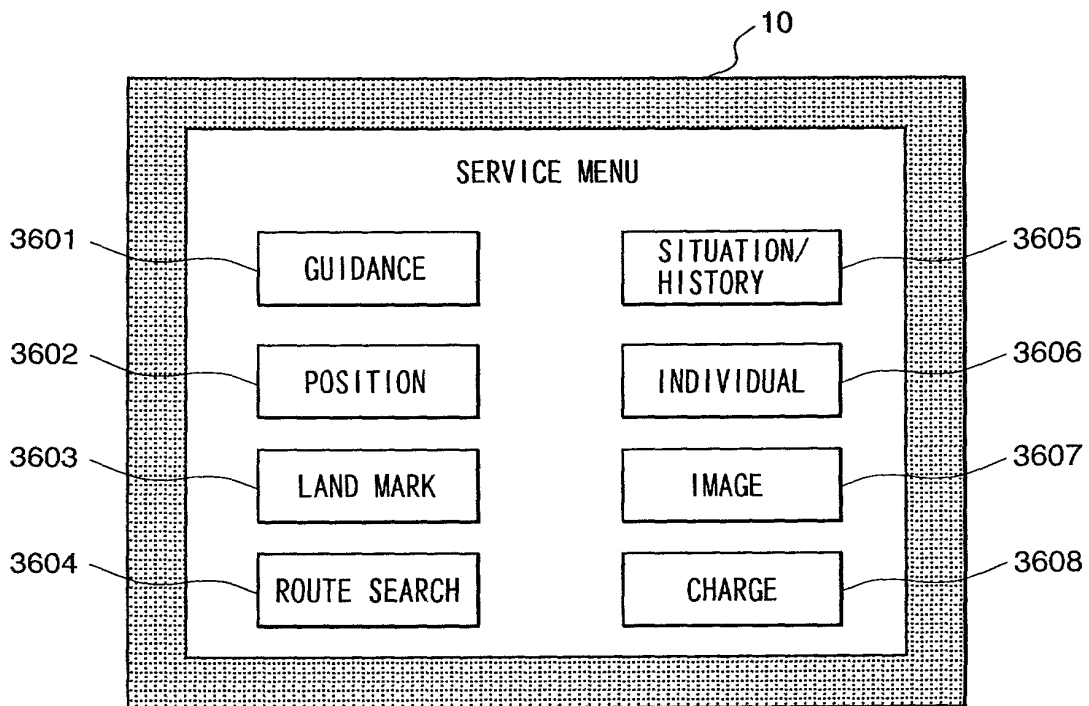 10
SERVICE MENU
3601
GUIDANCE
SITUATION/
HISTORY
3605
3602
POSITION
INDIVIDUAL
3606
3603
LAND MARK
IMAGE
3607
3604
ROUTE SEARCH
CHARGE
3608